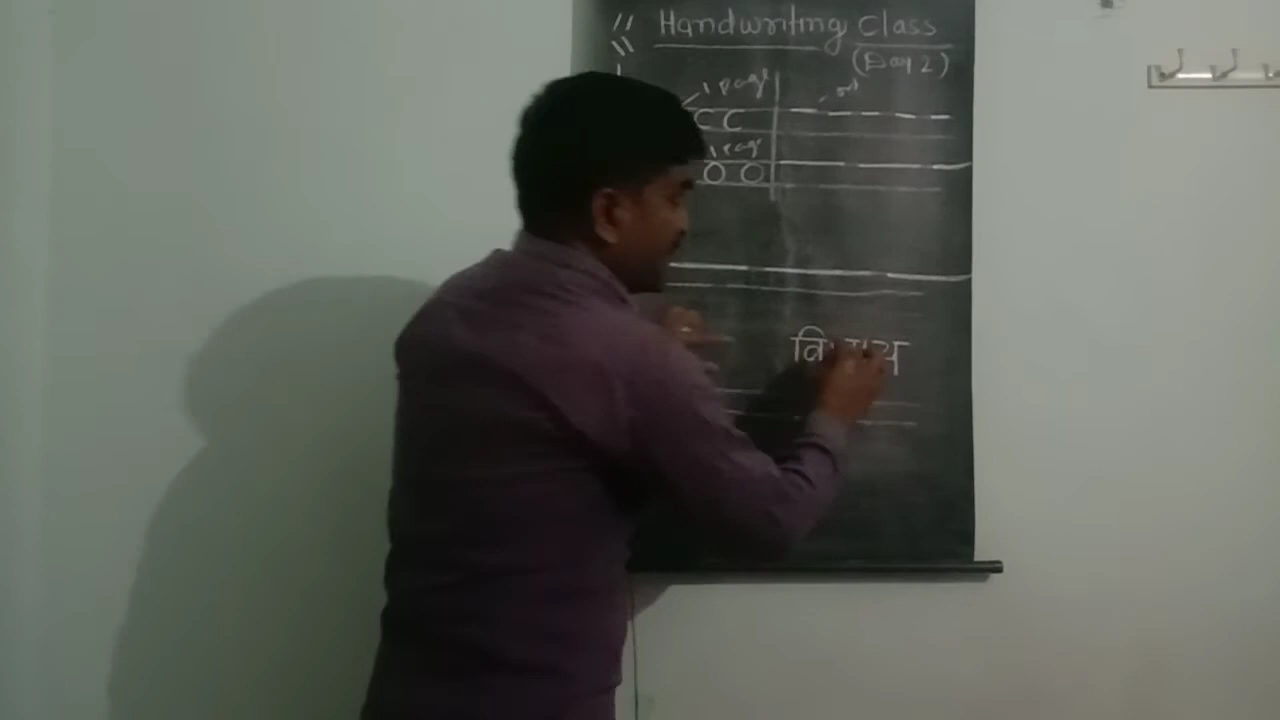 Handwriting Class
(Day 2)
1 page
C C
1 page
O O